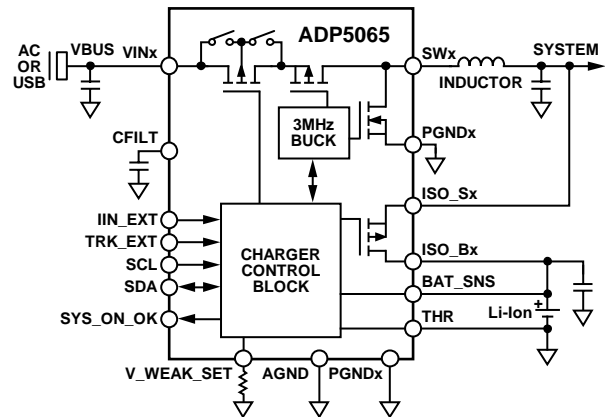 ADP5065
AC
OR
USB
VBUS
VINx
SWx
SYSTEM
INDUCTOR
3MHz
BUCK
PGNDx
CFILT
ISO_Sx
IIN_EXT
TRK_EXT
SCL
SDA
SYS_ON_OK
CHARGER
CONTROL
BLOCK
ISO_Bx
BAT_SNS
Li-Ion
+
THR
V_WEAK_SET
AGND
PGNDx